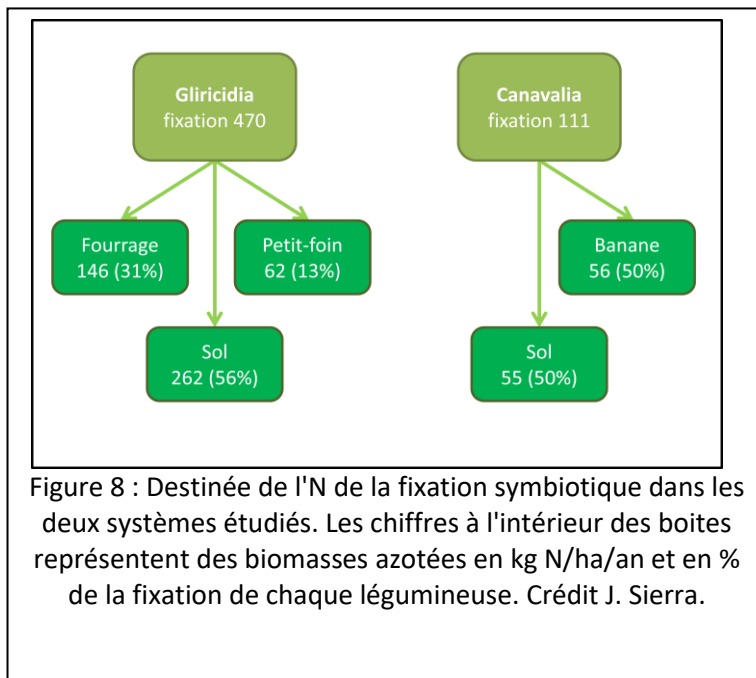 Gliricidia
fixation 470
Canavalia
fixation 111
Fourrage
146 (31%)
Petit-foin
62 (13%)
Banane
56 (50%)
Sol
262 (56%)
Sol
55 (50%)
Figure 8 : Destinée de l'N de la fixation symbiotique dans les
deux systèmes étudiés. Les chiffres à l'intérieur des boites
représentent des biomasses azotées en kg N/ha/an et en %
de la fixation de chaque légumineuse. Crédit J. Sierra.